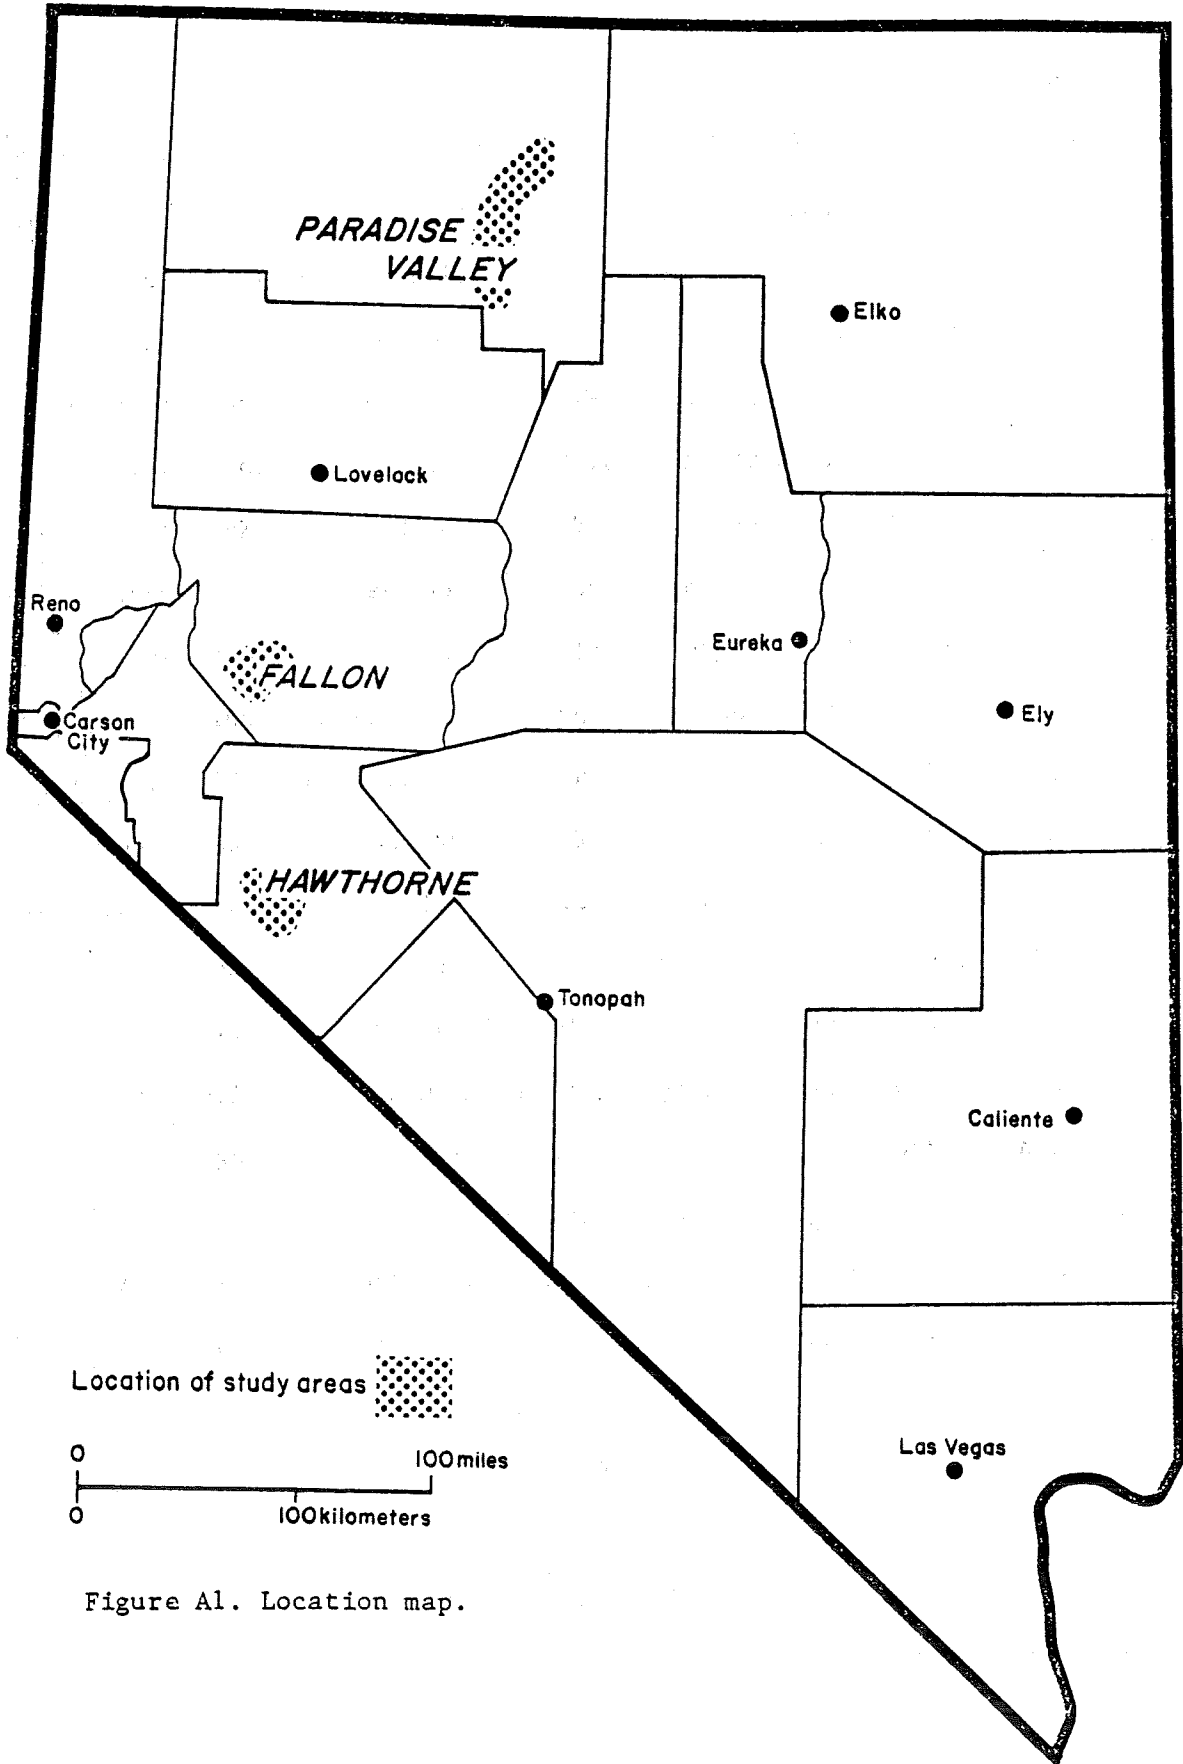 PARADISE
VALLEY
Elko
Lovelock
Reno
FALLON
Eureka
Ely
Carson
City
HAWTHORNE
Tonopah
Caliente
Location of study areas
0 100 miles
0 100 kilometers
Las Vegas
Figure A1. Location map.